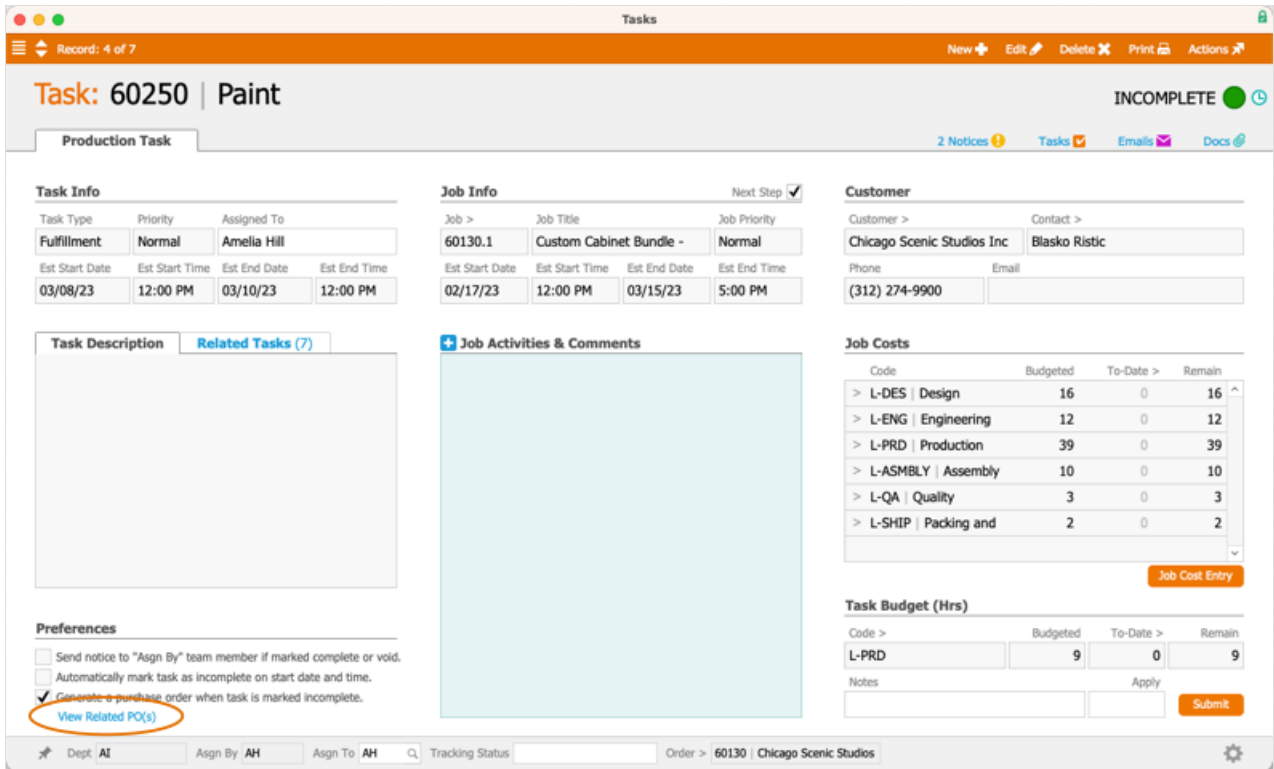 Tasks
Record: 4 of 7 New Edit Delete Print Actions
Task: 60250 | Paint
INCOMPLETE
Production Task
2 Notices Tasks Emails Docs
Task Info
Task Type Priority Assigned To
Fulfillment Normal Amelia Hill
Est Start Date Est Start Time Est End Date Est End Time
03/08/23 12:00 PM 03/10/23 12:00 PM
Job Info Next Step
Job > Job Title Job Priority
60130.1 Custom Cabinet Bundle - Normal
Est Start Date Est Start Time Est End Date Est End Time
02/17/23 12:00 PM 03/15/23 5:00 PM
Customer
Customer > Contact >
Chicago Scenic Studios Inc Blasko Ristic
Phone Email
(312) 274-9900
Task Description Related Tasks (7)
Job Activities & Comments
Job Costs
Code Budgeted To-Date > Remain
> L-DES | Design 16 0 16
> L-ENG | Engineering 12 0 12
> L-PRD | Production 39 0 39
> L-ASMBLY | Assembly 10 0 10
> L-QA | Quality 3 0 3
> L-SHIP | Packing and 2 0 2
Job Cost Entry
Task Budget (Hrs)
Code > Budgeted To-Date > Remain
L-PRD 9 0 9
Notes Apply
Submit
Preferences
Send notice to "Asgn By" team member if marked complete or void.
Automatically mark task as incomplete on start date and time.
Generate a purchase order when task is marked incomplete.
View Related PO(s)
Dept AI Asgn By AH Asgn To AH Tracking Status Order > 60130 | Chicago Scenic Studios